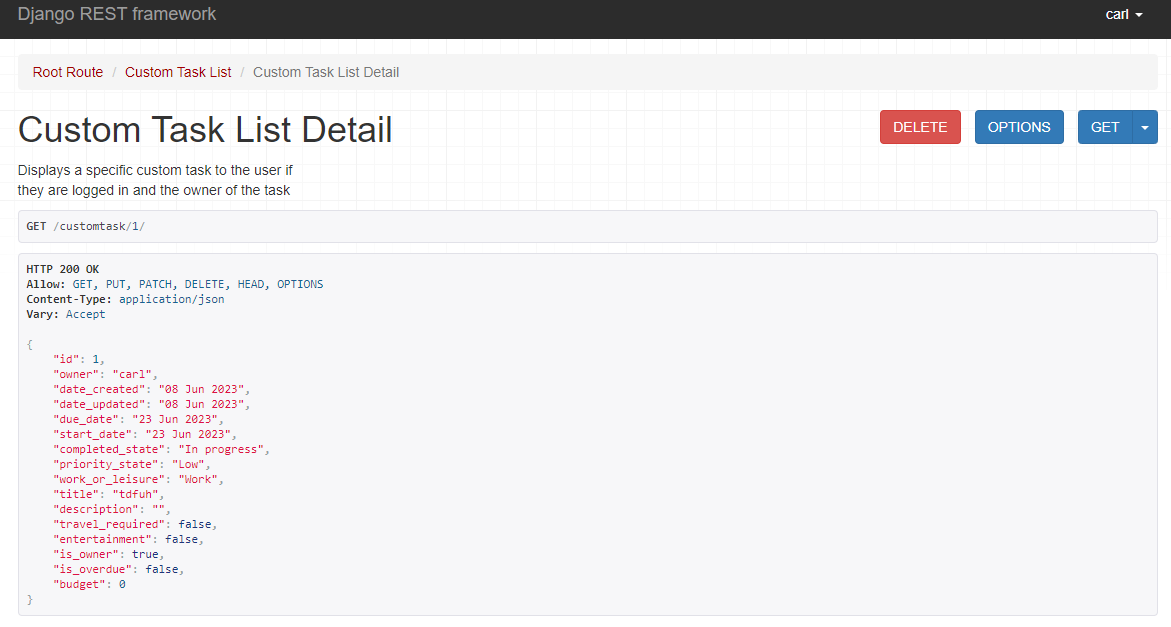 Django REST framework
carl
Root Route / Custom Task List / Custom Task List Detail
Custom Task List Detail
DELETE
OPTIONS
GET
Displays a specific custom task to the user if
they are logged in and the owner of the task
GET /customtask/1/
HTTP 200 OK
Allow: GET, PUT, PATCH, DELETE, HEAD, OPTIONS
Content-Type: application/json
Vary: Accept
{
    "id": 1,
    "owner": "carl",
    "date_created": "08 Jun 2023",
    "date_updated": "08 Jun 2023",
    "due_date": "23 Jun 2023",
    "start_date": "23 Jun 2023",
    "completed_state": "In progress",
    "priority_state": "Low",
    "work_or_leisure": "Work",
    "title": "tdfuh",
    "description": "",
    "travel_required": false,
    "entertainment": false,
    "is_owner": true,
    "is_overdue": false,
    "budget": 0
}